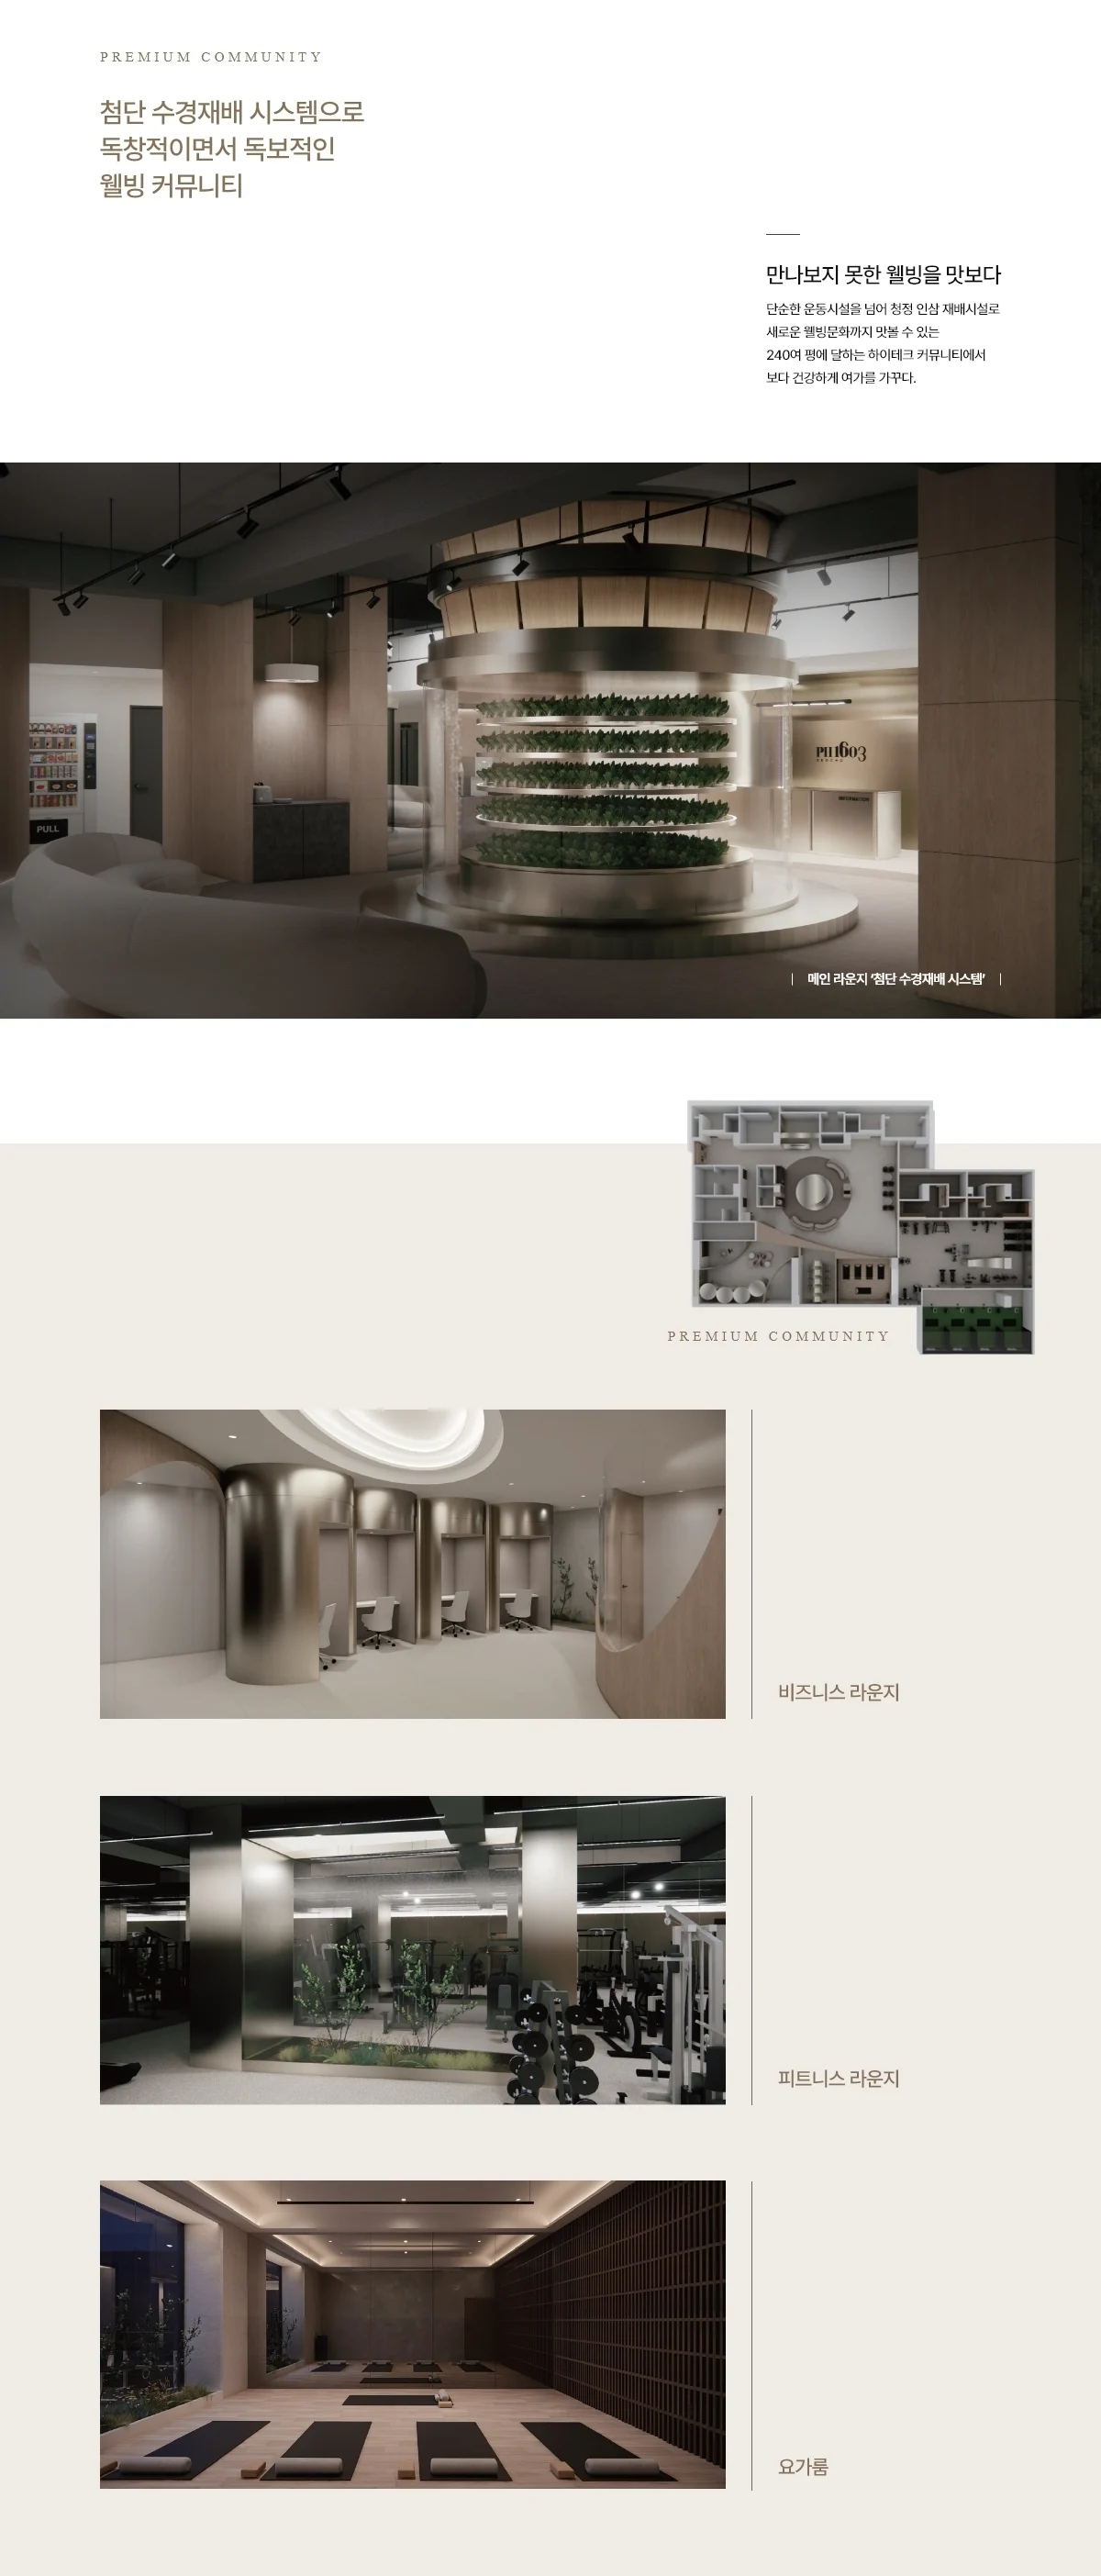 PREMIUM COMMUNITY
첨단 수경재배 시스템으로
독창적이면서 독보적인
웰빙 커뮤니티
만나보지 못한 웰빙을 맛보다
단순한 운동시설을 넘어 청정 인삼 재배시설로
새로운 웰빙문화까지 맛볼 수 있는
240여 평에 달하는 하이테크 커뮤니티에서
보다 건강하게 여가를 가꾸다.
PH1603
INFORMATION
PULL
메인 라운지 '첨단 수경재배 시스템'
PREMIUM COMMUNITY
비즈니스 라운지
피트니스 라운지
요가룸